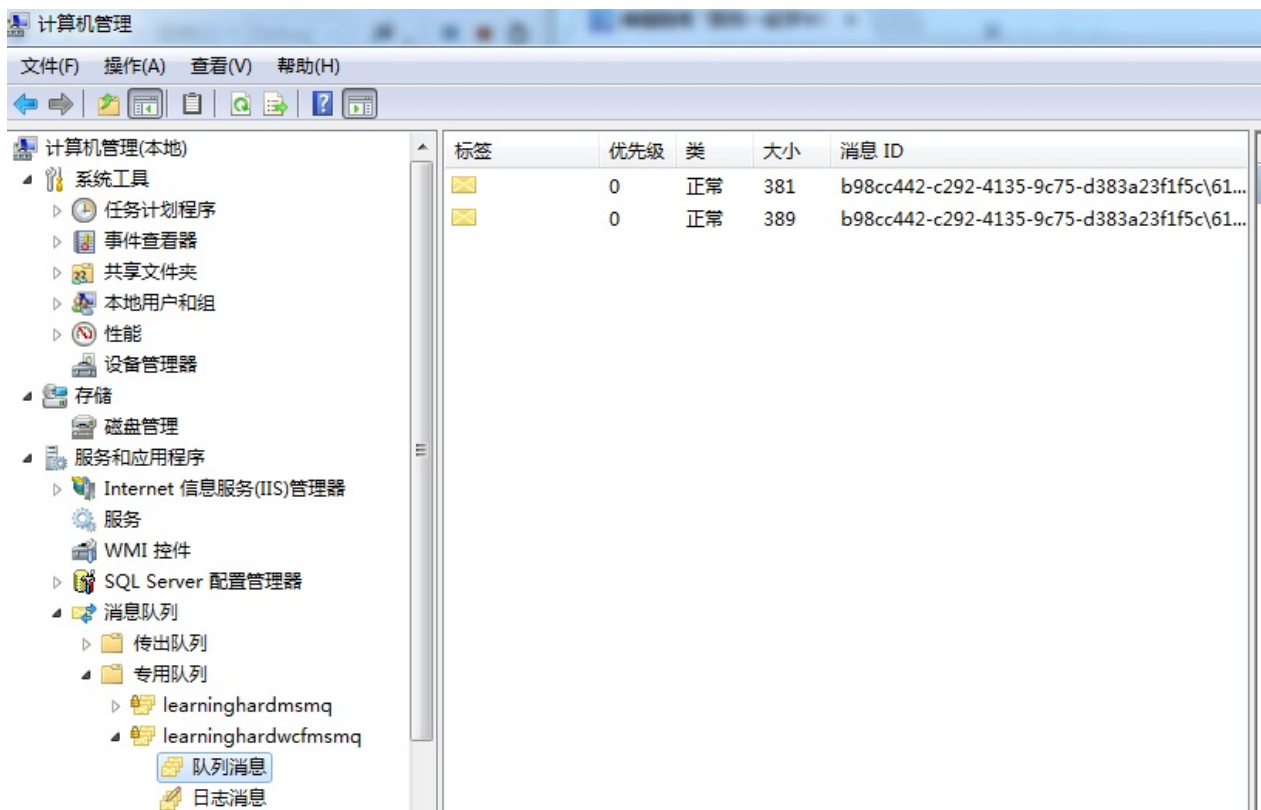 计算机管理
文件(F) 操作(A) 查看(V) 帮助(H)
计算机管理(本地)
系统工具
任务计划程序
事件查看器
共享文件夹
本地用户和组
性能
设备管理器
存储
磁盘管理
服务和应用程序
Internet 信息服务(IIS)管理器
服务
WMI 控件
SQL Server 配置管理器
消息队列
传出队列
专用队列
learninghardmsmq
learninghardwcfmsmq
队列消息
日志消息
标签 优先级 类 大小 消息 ID
0 正常 381 b98cc442-c292-4135-9c75-d383a23f1f5c\61...
0 正常 389 b98cc442-c292-4135-9c75-d383a23f1f5c\61...